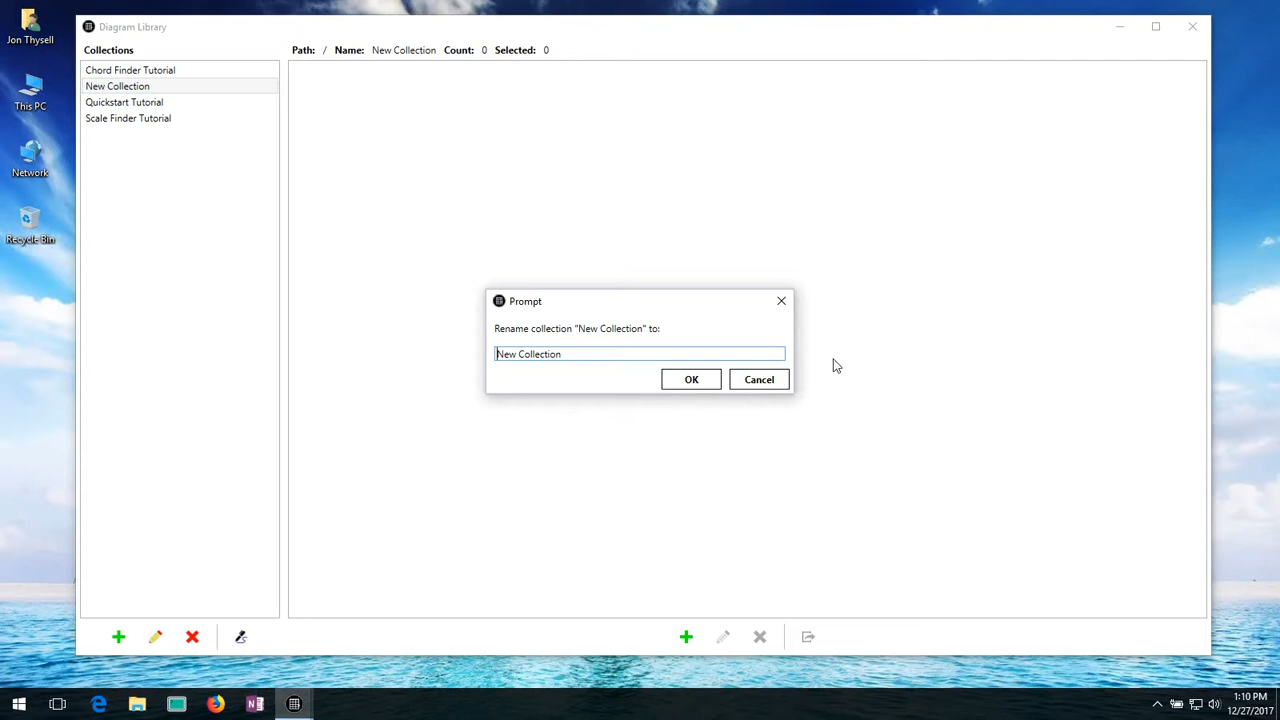 Diagram Library
Jon Thysell
Collections
Path: / Name: New Collection Count: 0 Selected: 0
Chord Finder Tutorial
New Collection
Quickstart Tutorial
Scale Finder Tutorial
This PC
Network
Recycle Bin
Prompt
Rename collection "New Collection" to:
New Collection
OK Cancel
1:10 PM
12/27/2017